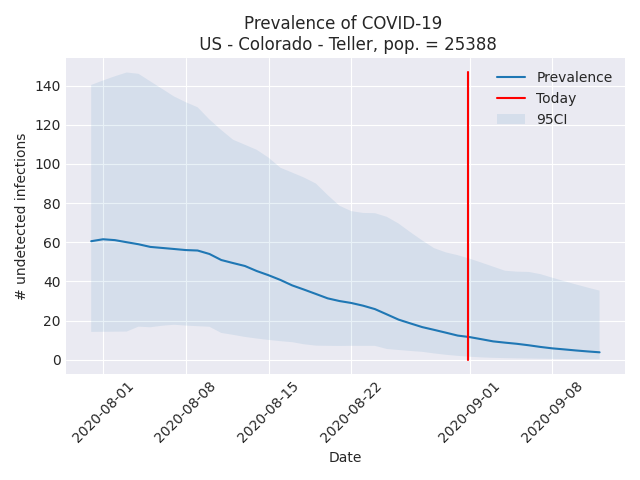 Prevalence of COVID-19
US - Colorado - Teller, pop. = 25388
Prevalence
Today
95CI
140
120
100
80
60
40
20
0
# undetected infections
2020-08-01
2020-08-08
2020-08-15
2020-08-22
2020-09-01
2020-09-08
Date